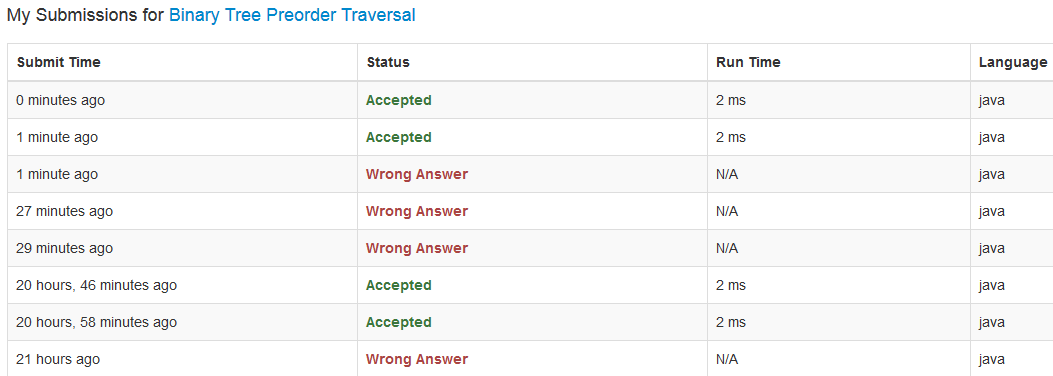 My Submissions for Binary Tree Preorder Traversal
Submit Time Status Run Time Language
0 minutes ago Accepted 2 ms java
1 minute ago Accepted 2 ms java
1 minute ago Wrong Answer N/A java
27 minutes ago Wrong Answer N/A java
29 minutes ago Wrong Answer N/A java
20 hours, 46 minutes ago Accepted 2 ms java
20 hours, 58 minutes ago Accepted 2 ms java
21 hours ago Wrong Answer N/A java